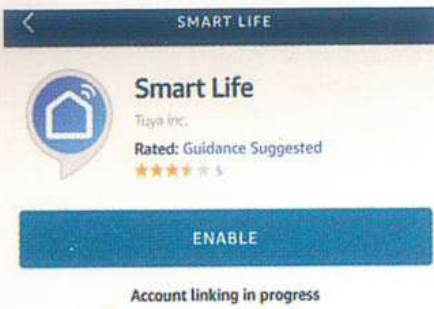 SMART LIFE
Smart Life
Tuya Inc.
Rated: Guidance Suggested
5
ENABLE
Account linking in progress